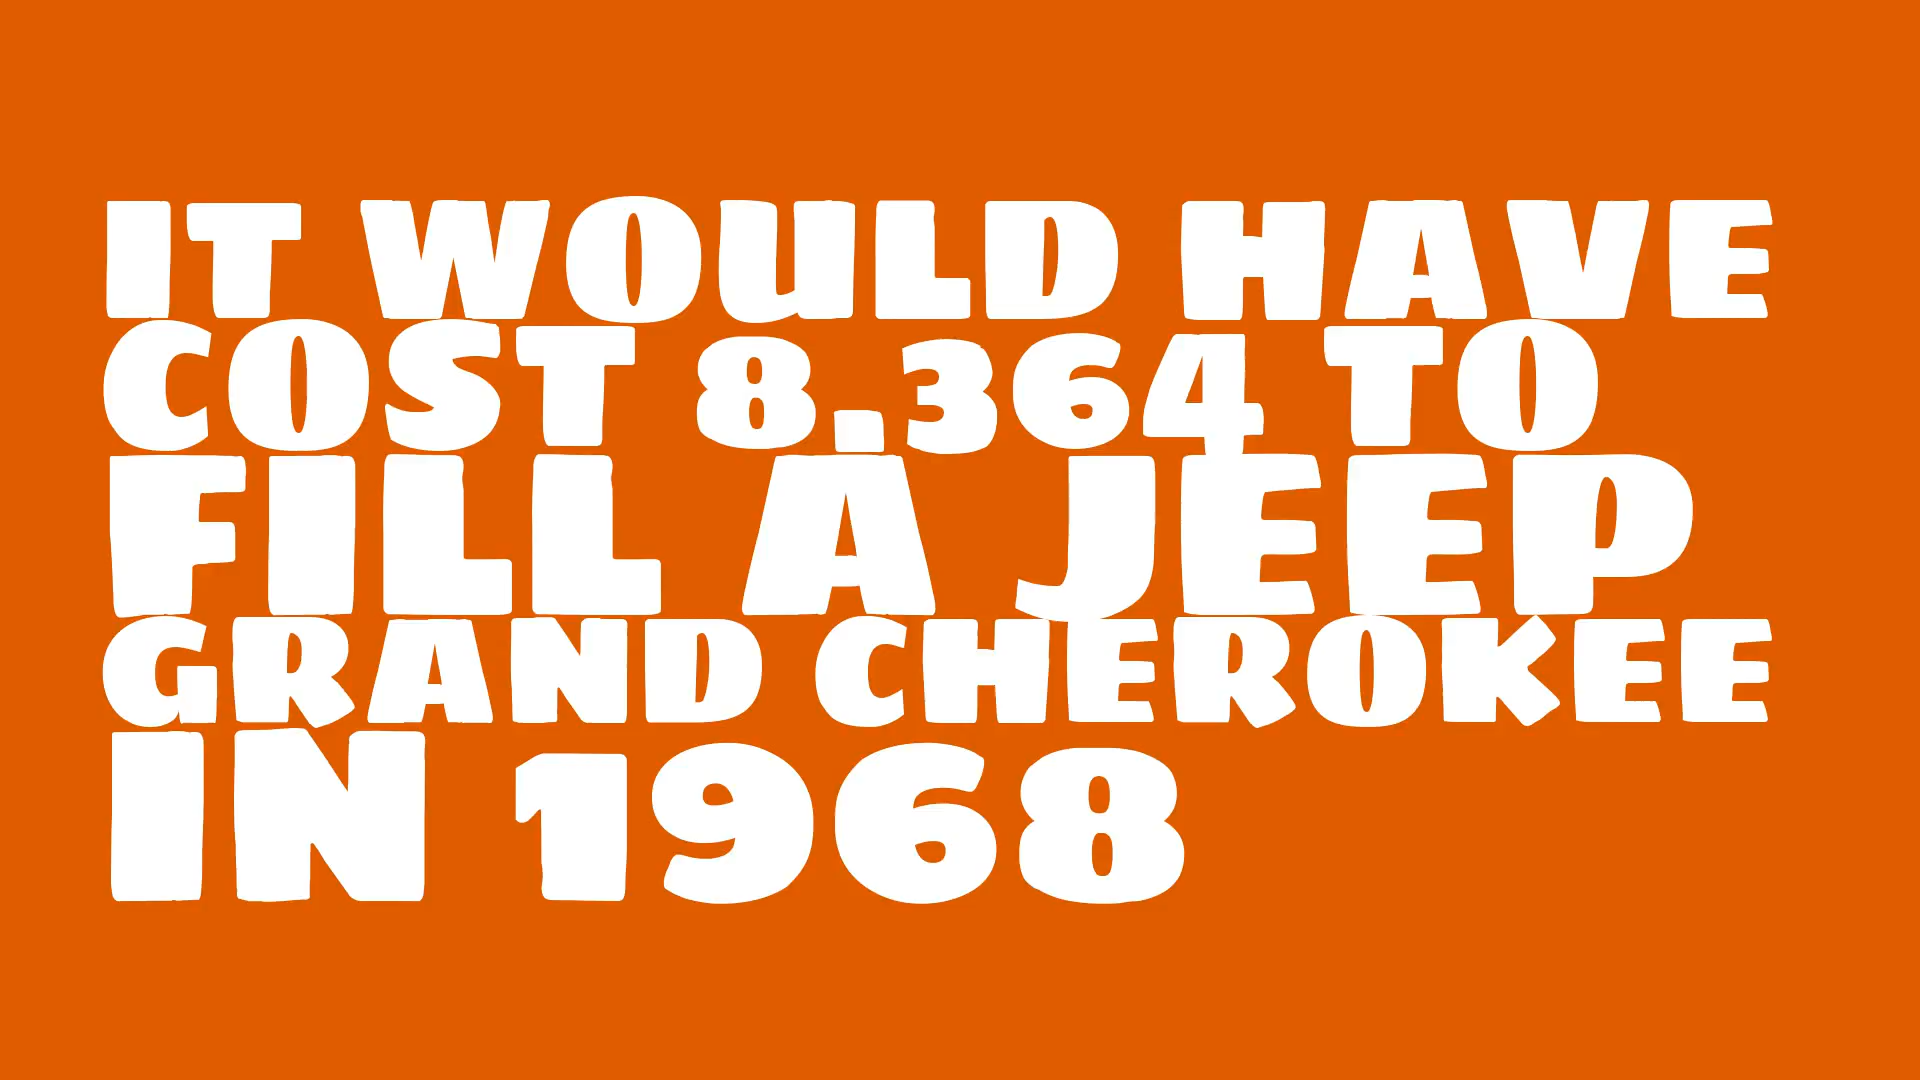 IT WOULD HAVE
COST 8.364 TO
FILL A JEEP
GRAND CHEROKEE
IN 1968